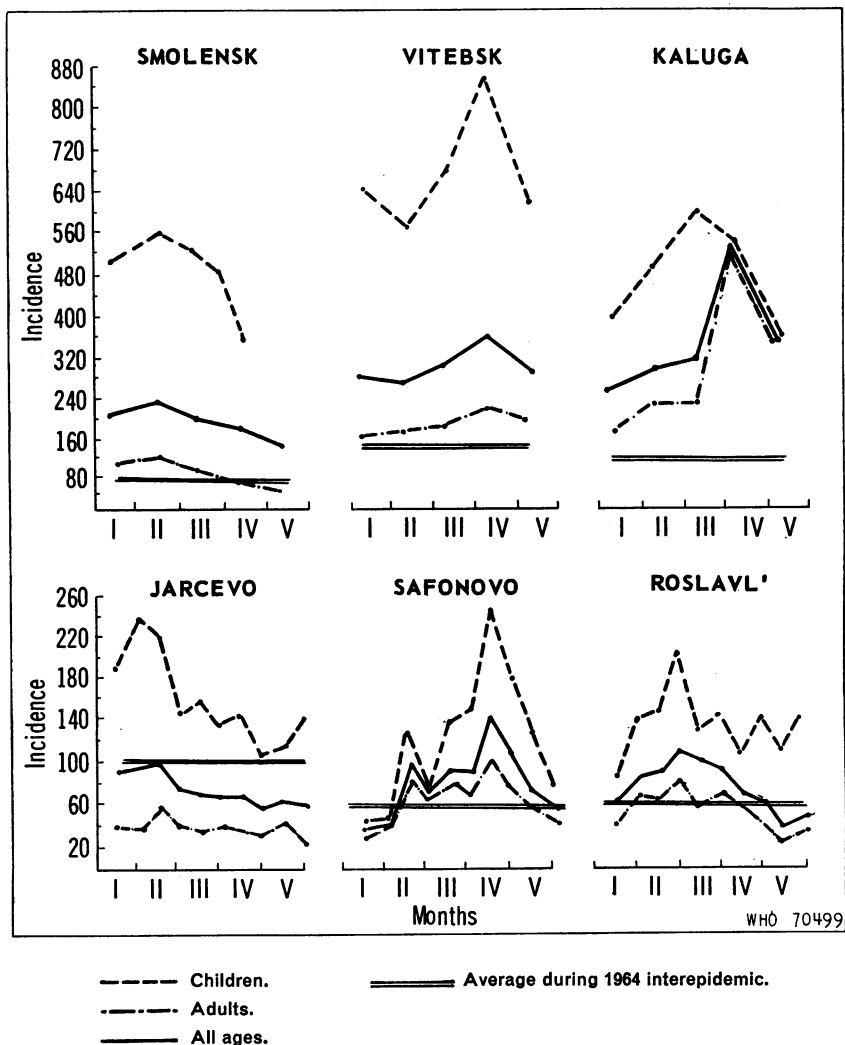 SMOLENSK VITEBSK KALUGA
880
800
720
640
560
480
400
320
240
160
80
Incidence
I II III IV V I II III IV V I II III IV V
JARCEVO SAFONOVO ROSLAVL'
260
220
180
140
100
60
20
Incidence
I II III IV V I II III IV V I II III IV V
Months
WHO 70499
Children. Average during 1964 interepidemic.
Adults.
All ages.